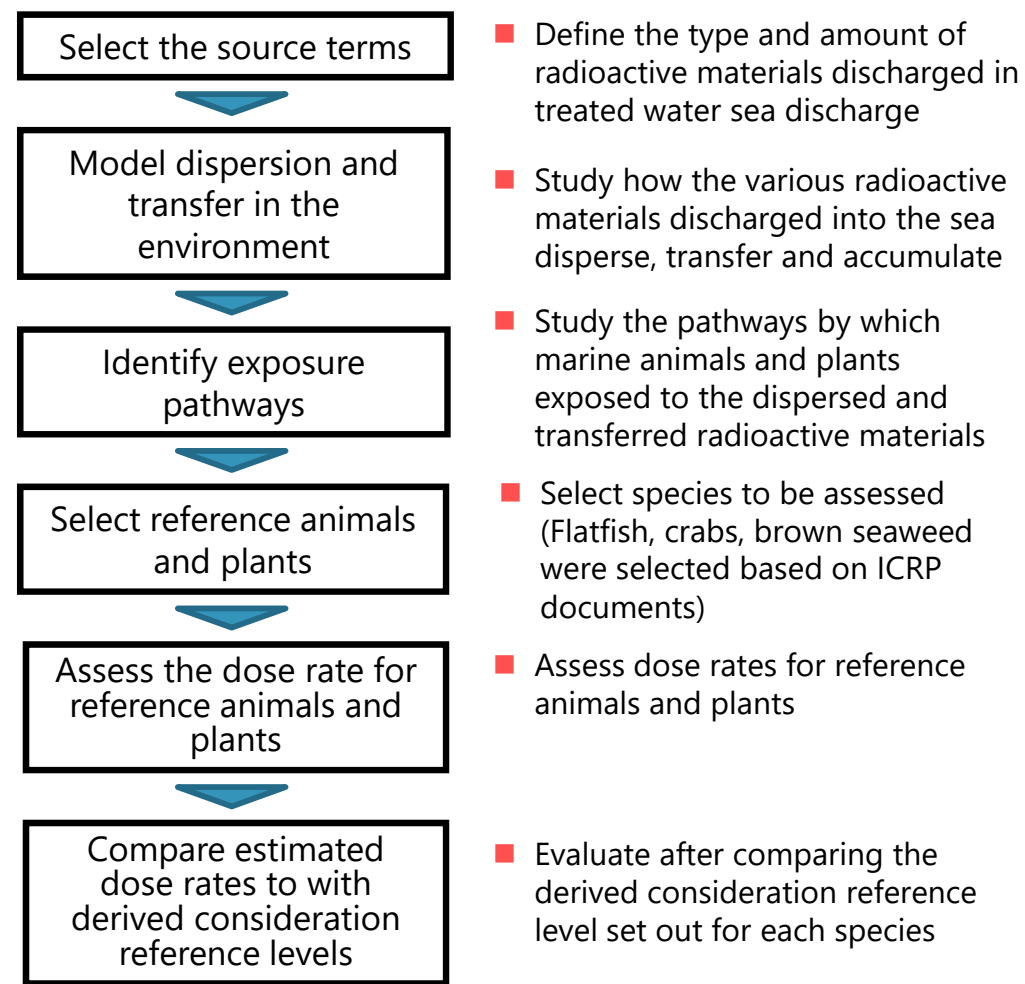 Select the source terms
Define the type and amount of
radioactive materials discharged in
treated water sea discharge
Model dispersion and
transfer in the
environment
Study how the various radioactive
materials discharged into the sea
disperse, transfer and accumulate
Identify exposure
pathways
Study the pathways by which
marine animals and plants
exposed to the dispersed and
transferred radioactive materials
Select reference animals
and plants
Select species to be assessed
(Flatfish, crabs, brown seaweed
were selected based on ICRP
documents)
Assess the dose rate for
reference animals and
plants
Assess dose rates for reference
animals and plants
Compare estimated
dose rates to with
derived consideration
reference levels
Evaluate after comparing the
derived consideration reference
level set out for each species